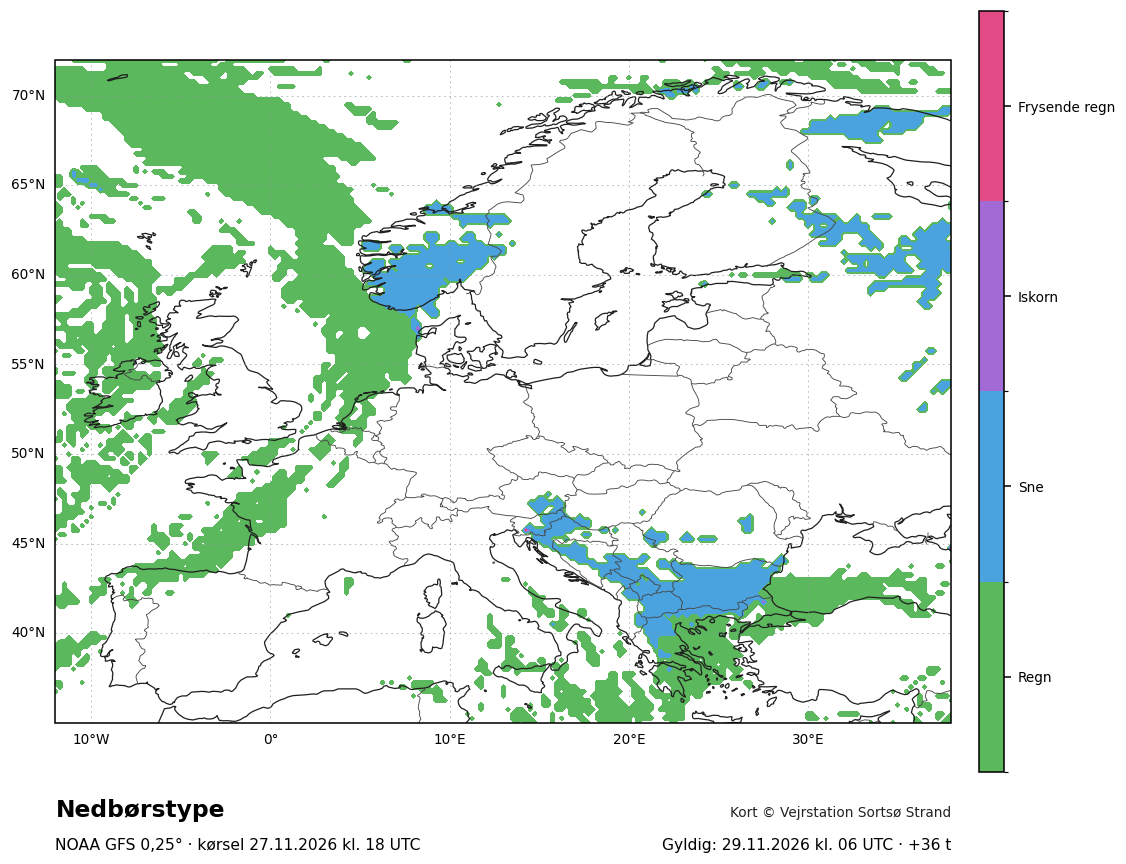 Frysende regn
Iskorn
Sne
Regn
70°N
65°N
60°N
55°N
50°N
45°N
40°N
10°W
0°
10°E
20°E
30°E
Nedbørstype
Kort © Vejrstation Sortsø Strand
NOAA GFS 0,25° · kørsel 27.11.2026 kl. 18 UTC
Gyldig: 29.11.2026 kl. 06 UTC · +36 t